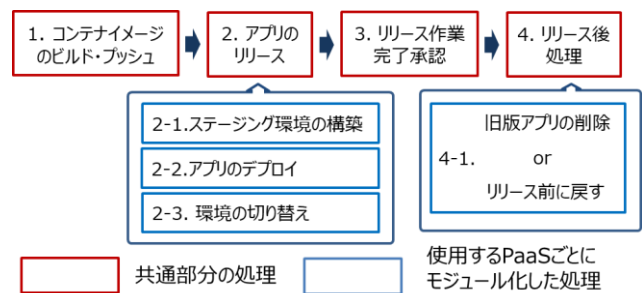 1. コンテナイメージ
のビルド・プッシュ
2. アプリの
リリース
3. リリース作業
完了承認
4. リリース後
処理
2-1.ステージング環境の構築
2-2.アプリのデプロイ
2-3. 環境の切り替え
旧版アプリの削除
4-1. or
リリース前に戻す
共通部分の処理
使用するPaaSごとに
モジュール化した処理